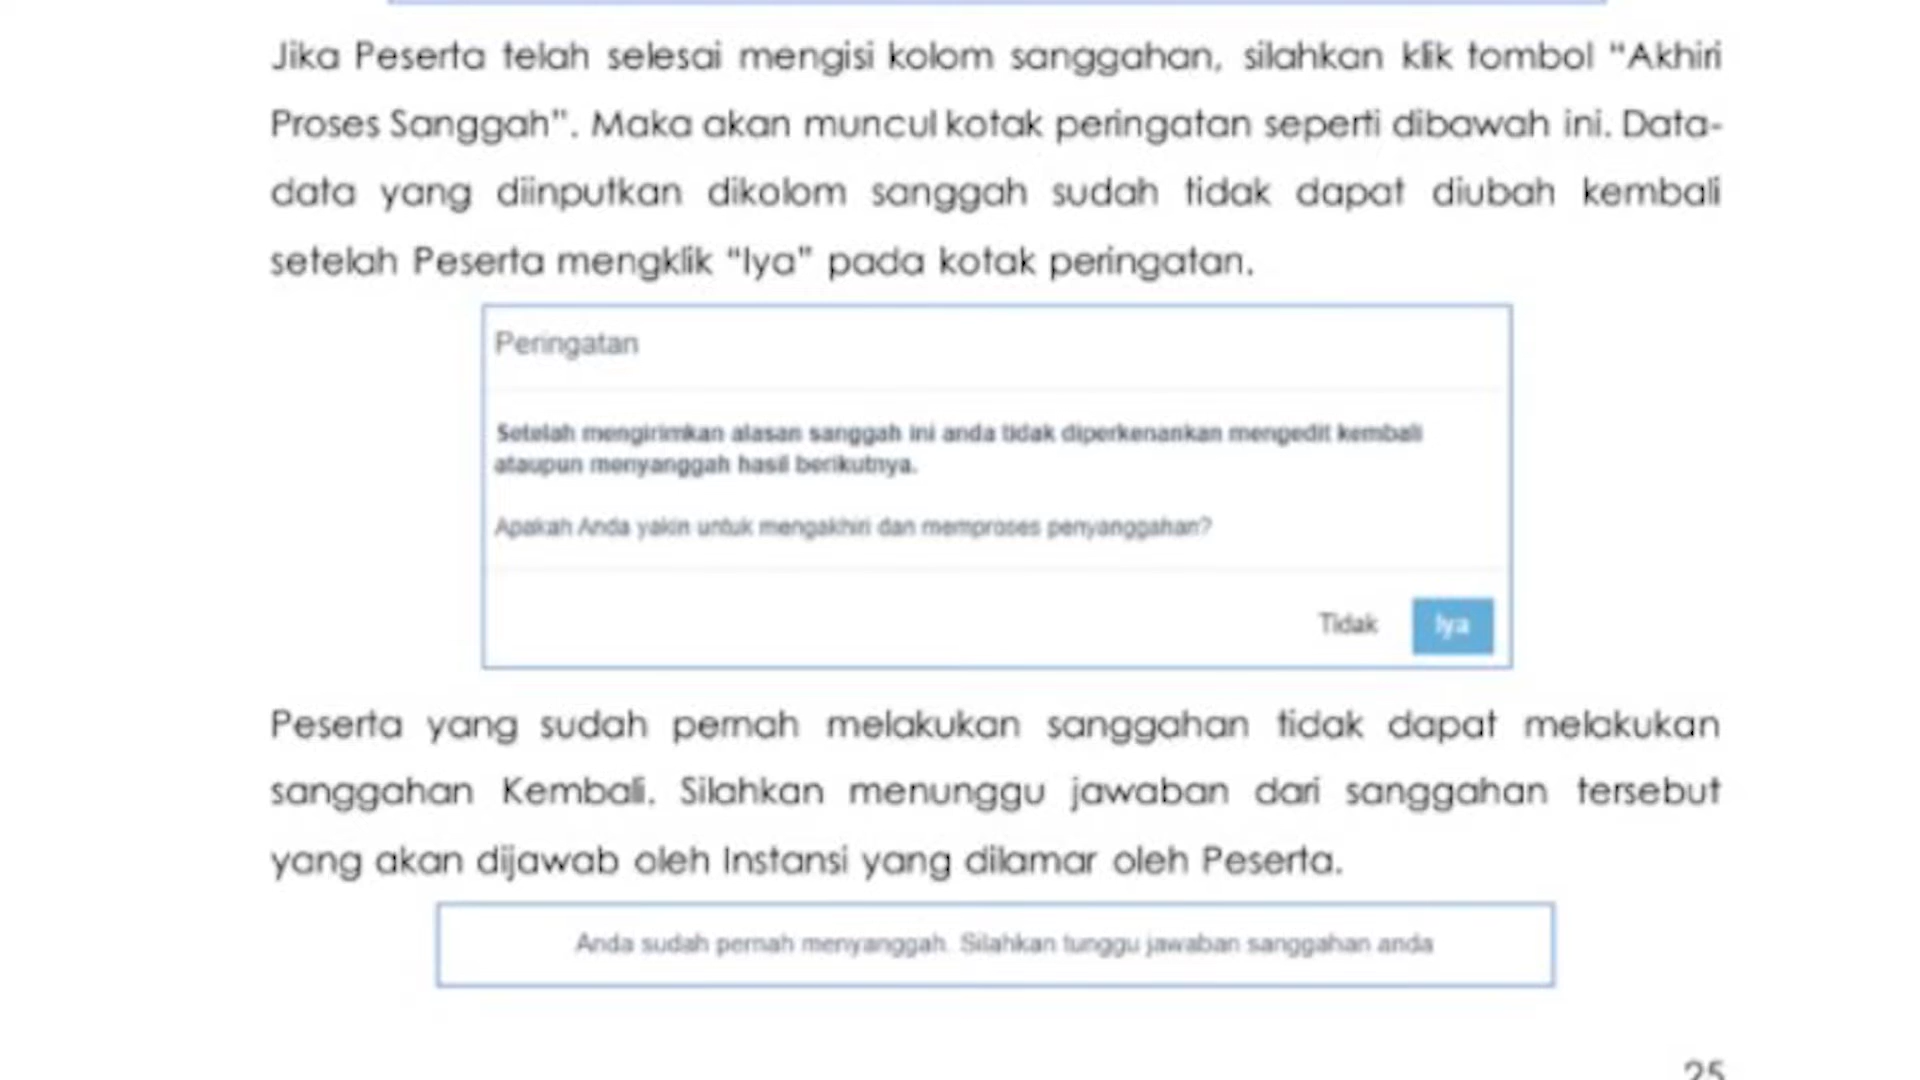 Jika Peserta telah selesai mengisi kolom sanggahan, silahkan klik tombol “Akhiri
Proses Sanggah”. Maka akan muncul kotak peringatan seperti dibawah ini. Data-
data yang diinputkan dikolom sanggah sudah tidak dapat diubah kembali
setelah Peserta mengklik “Iya” pada kotak peringatan.
Peringatan
Setelah mengirimkan alasan sanggah ini anda tidak diperkenankan mengedit kembali
ataupun menyanggah hasil berikutnya.
Apakah Anda yakin untuk mengakhiri dan memproses penyanggahan?
Tidak Iya
Peserta yang sudah pernah melakukan sanggahan tidak dapat melakukan
sanggahan Kembali. Silahkan menunggu jawaban dari sanggahan tersebut
yang akan dijawab oleh Instansi yang dilamar oleh Peserta.
Anda sudah pernah menyanggah. Silahkan tunggu jawaban sanggahan anda
25